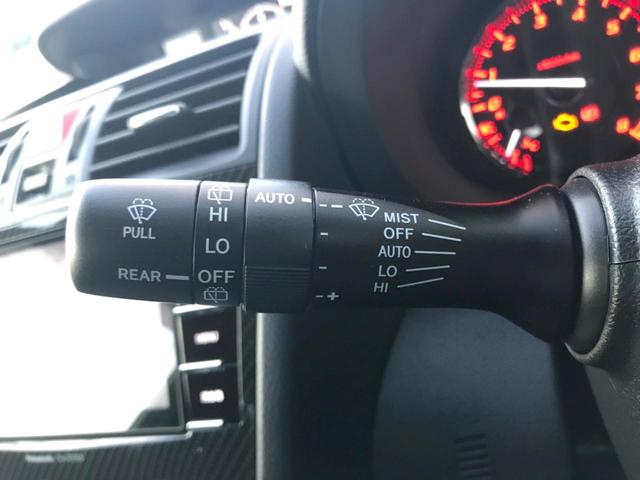 PULL
REAR
HI
LO
OFF
AUTO
- +
MIST
OFF
AUTO
LO
HI